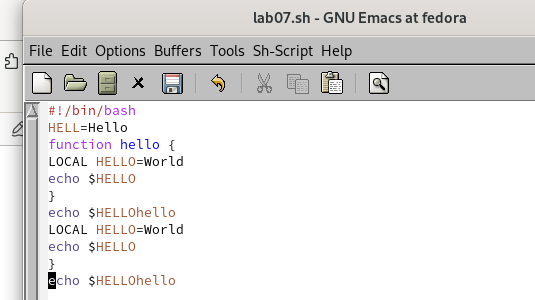 lab07.sh - GNU Emacs at fedora
File Edit Options Buffers Tools Sh-Script Help
#!/bin/bash
HELL=Hello
function hello {
LOCAL HELLO=World
echo $HELLO
}
echo $HELLOhello
LOCAL HELLO=World
echo $HELLO
}
echo $HELLOhello